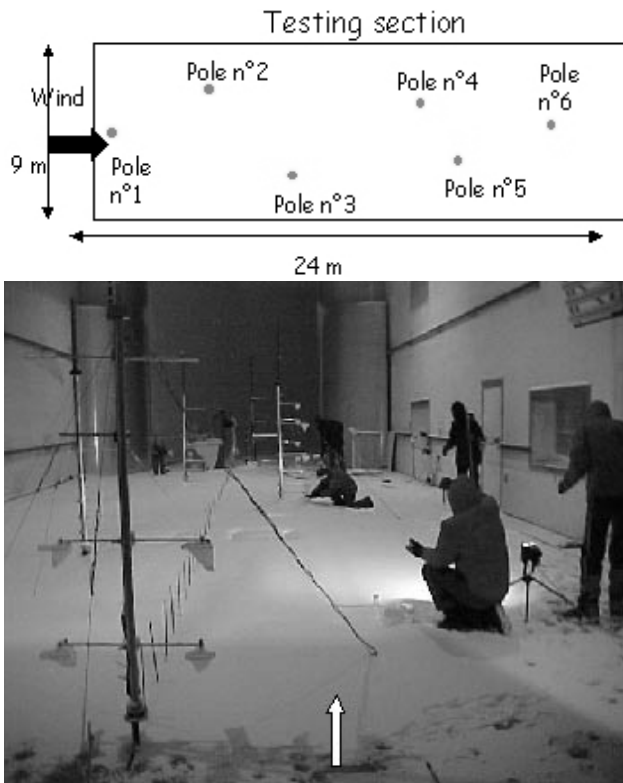 Testing section
Pole n°2
Pole n°4
Pole
n°6
Wind
9 m
Pole
n°1
Pole n°3
Pole n°5
24 m